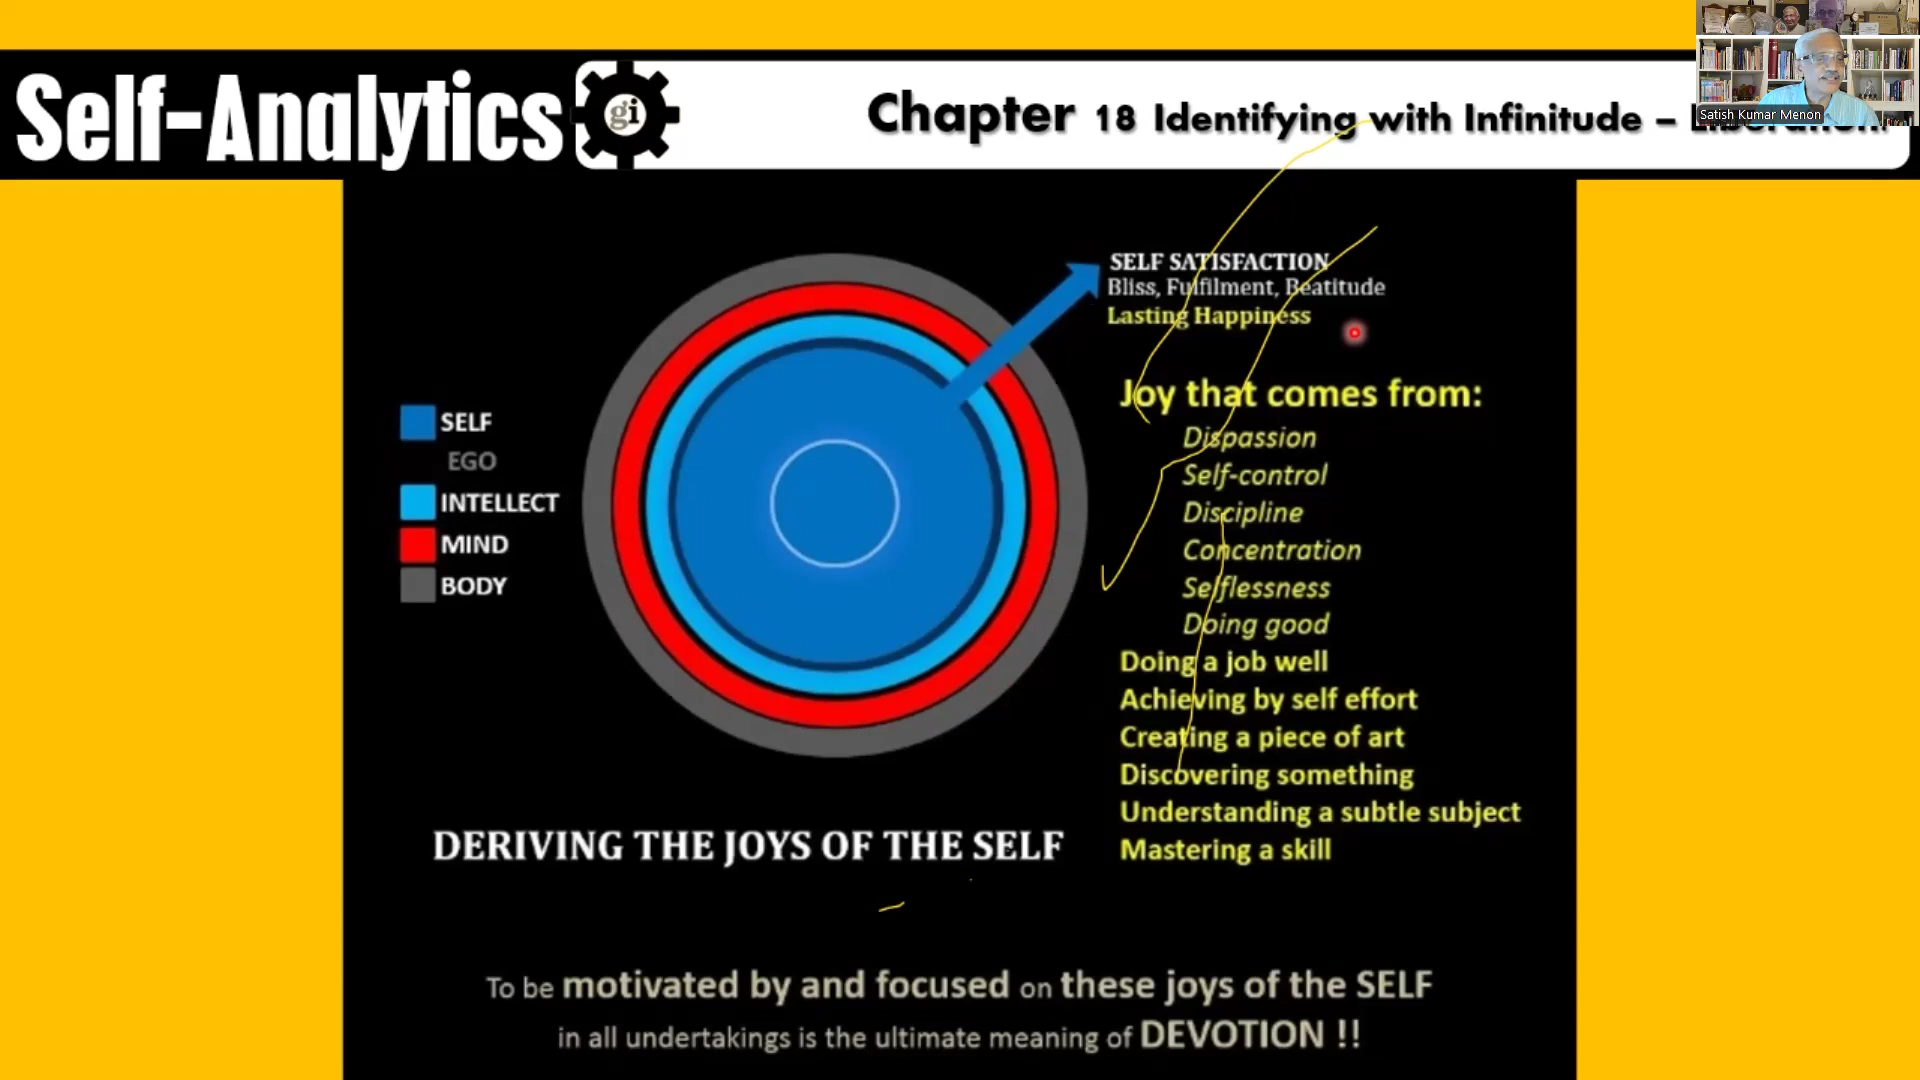 Self-Analytics
gi
Chapter 18 Identifying with Infinitude –
Satish Kumar Menon
SELF SATISFACTION
Bliss, Fulfilment, Beatitude
Lasting Happiness
SELF
EGO
INTELLECT
MIND
BODY
Joy that comes from:
Dispassion
Self-control
Discipline
Concentration
Selflessness
Doing good
Doing a job well
Achieving by self effort
Creating a piece of art
Discovering something
Understanding a subtle subject
Mastering a skill
DERIVING THE JOYS OF THE SELF
To be motivated by and focused on these joys of the SELF
in all undertakings is the ultimate meaning of DEVOTION !!